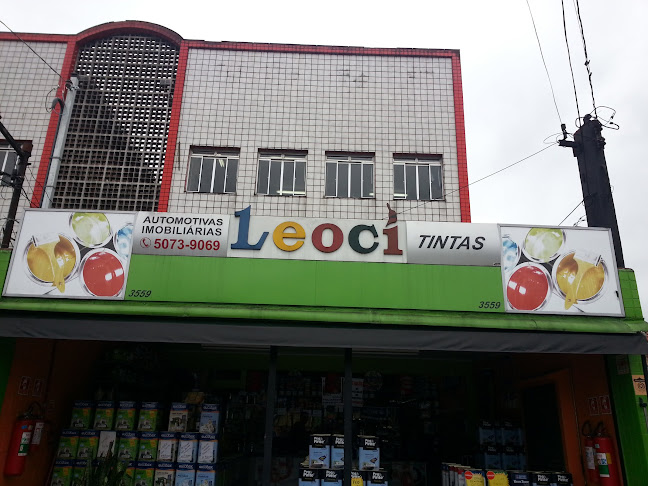 AUTOMOTIVAS
IMOBILIÁRIAS
5073-9069
Leoci
TINTAS
3559
3559